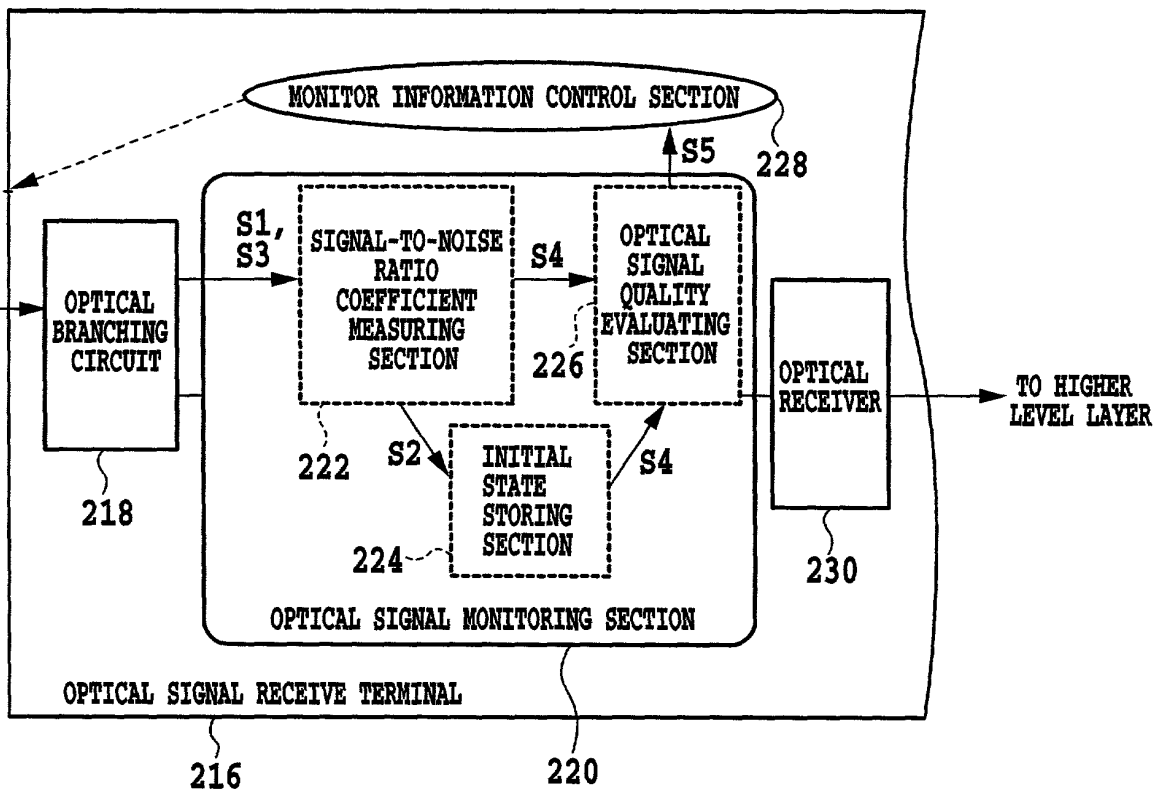 MONITOR INFORMATION CONTROL SECTION
228
S5
S1,
S3
SIGNAL-TO-NOISE
RATIO
COEFFICIENT
MEASURING
SECTION
S4
OPTICAL
SIGNAL
QUALITY
EVALUATING
SECTION
226
OPTICAL
BRANCHING
CIRCUIT
218
222
S2
INITIAL
STATE
STORING
SECTION
224
S4
OPTICAL
RECEIVER
230
TO HIGHER
LEVEL LAYER
OPTICAL SIGNAL MONITORING SECTION
220
OPTICAL SIGNAL RECEIVE TERMINAL
216